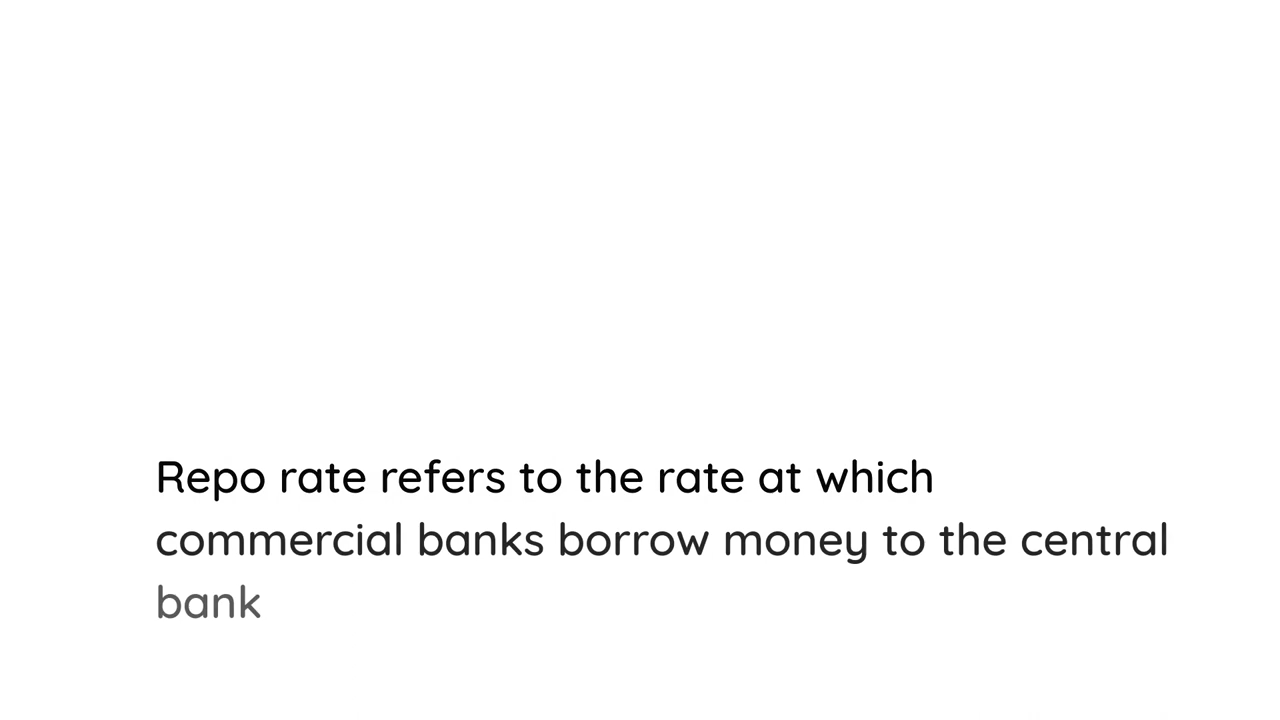 Repo rate refers to the rate at which
commercial banks borrow money to the central
bank